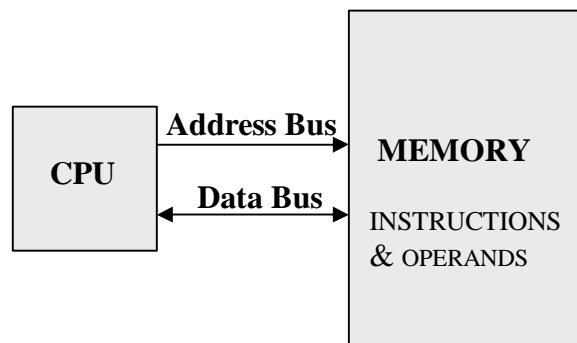 CPU
Address Bus
Data Bus
MEMORY
INSTRUCTIONS
& OPERANDS